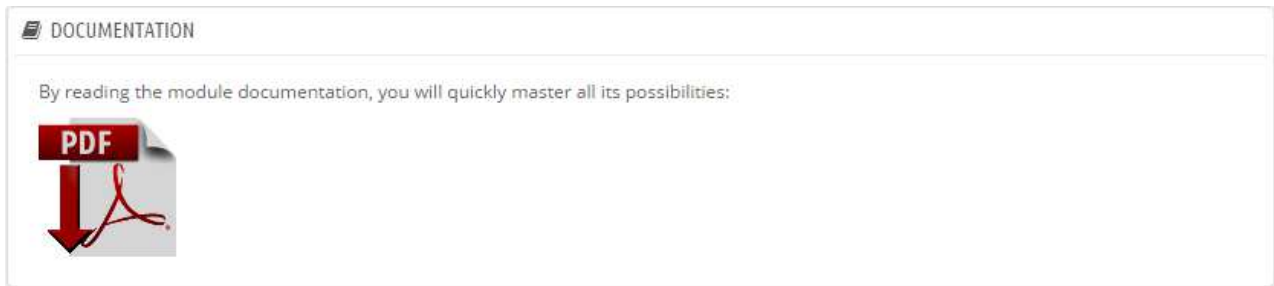 DOCUMENTATION
By reading the module documentation, you will quickly master all its possibilities:
PDF